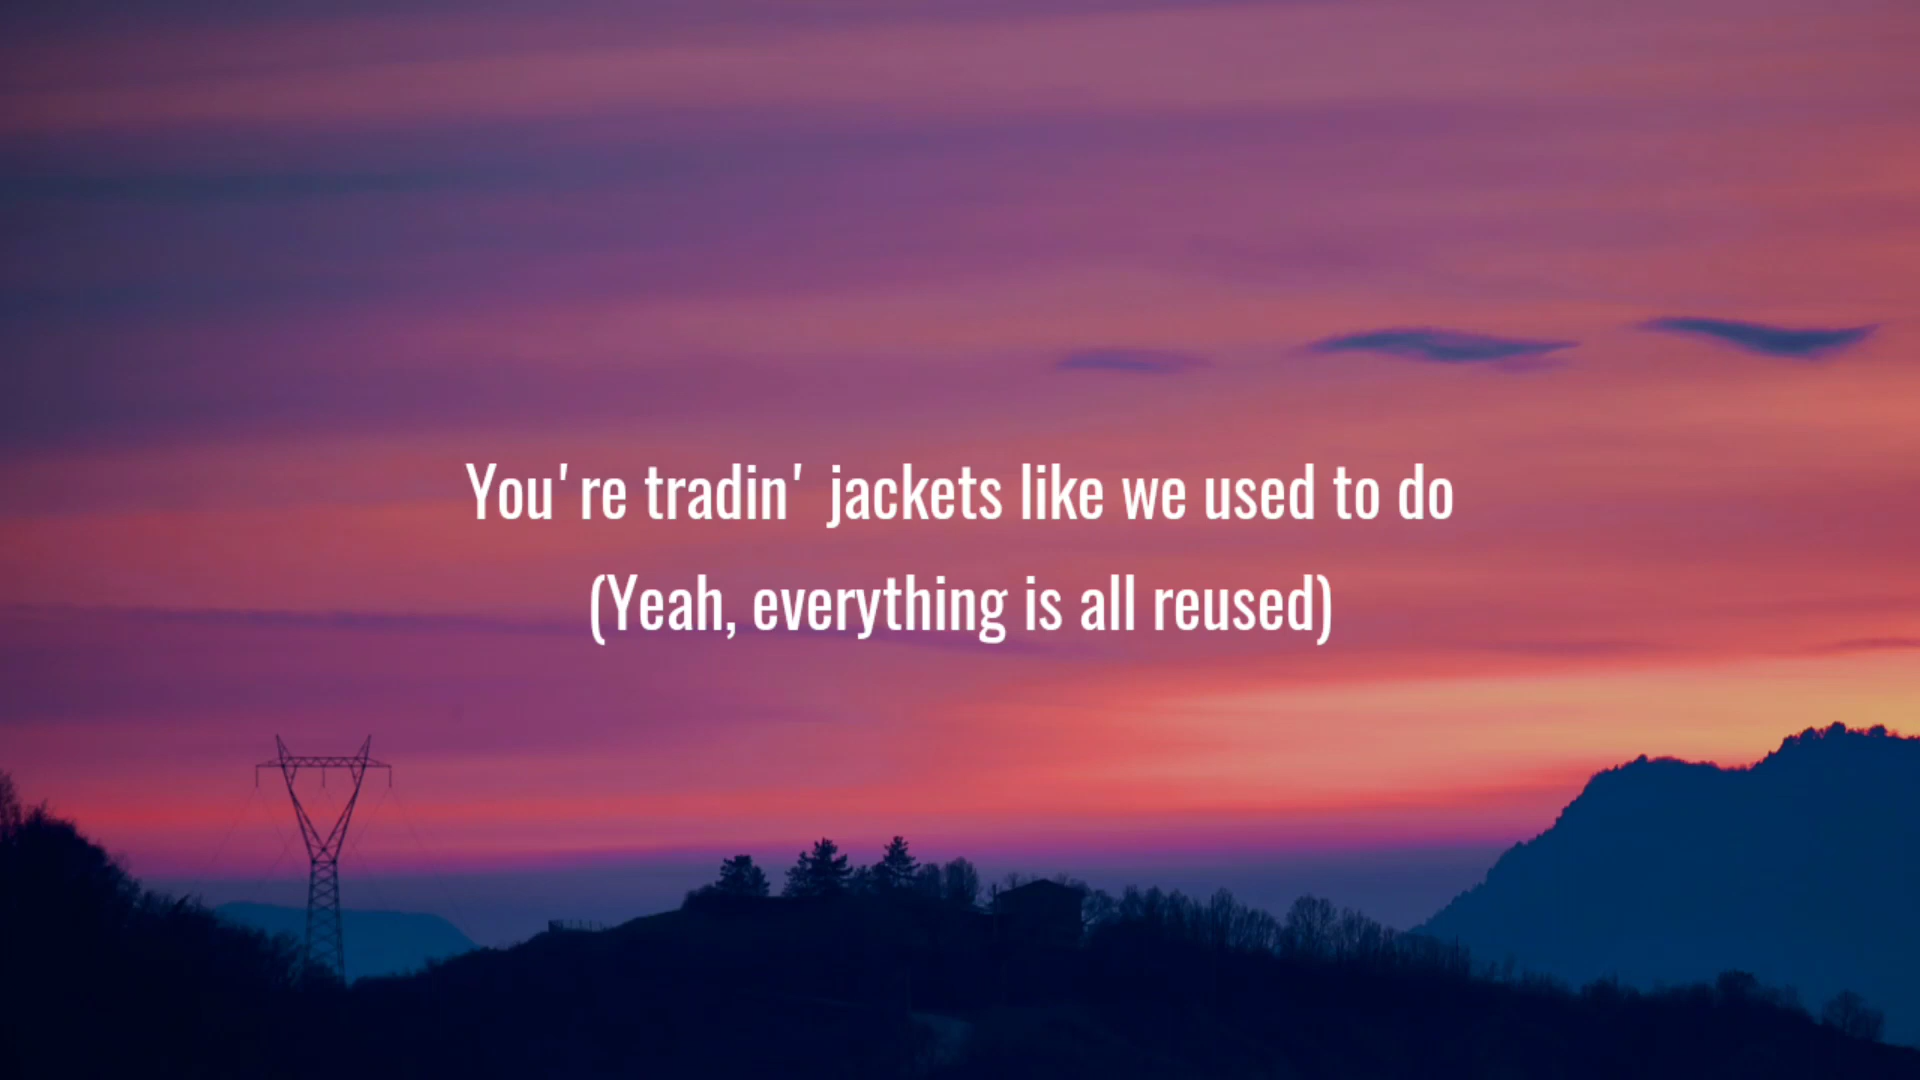 You're tradin' jackets like we used to do
(Yeah, everything is all reused)